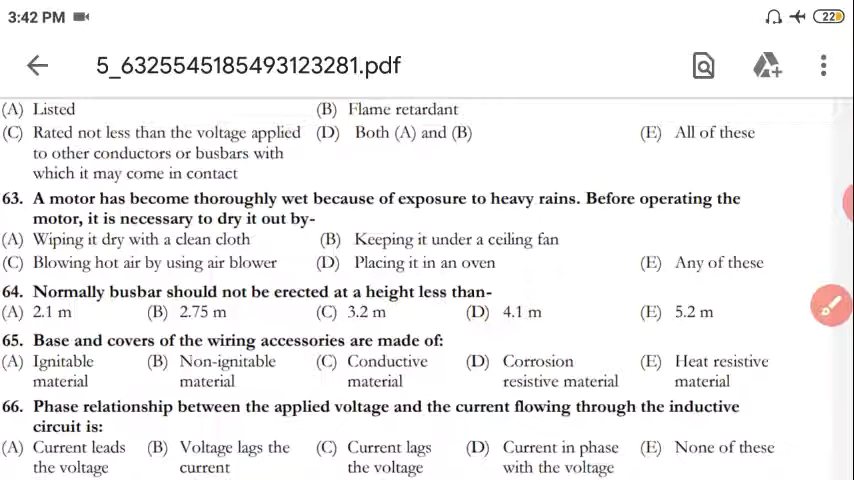 3:42 PM
22
5_6325545185493123281.pdf
(A) Listed (B) Flame retardant
(C) Rated not less than the voltage applied (D) Both (A) and (B) (E) All of these
to other conductors or busbars with
which it may come in contact
63. A motor has become thoroughly wet because of exposure to heavy rains. Before operating the
motor, it is necessary to dry it out by-
(A) Wiping it dry with a clean cloth (B) Keeping it under a ceiling fan
(C) Blowing hot air by using air blower (D) Placing it in an oven (E) Any of these
64. Normally busbar should not be erected at a height less than-
(A) 2.1 m (B) 2.75 m (C) 3.2 m (D) 4.1 m (E) 5.2 m
65. Base and covers of the wiring accessories are made of:
(A) Ignitable (B) Non-ignitable (C) Conductive (D) Corrosion (E) Heat resistive
material material material resistive material material
66. Phase relationship between the applied voltage and the current flowing through the inductive
circuit is:
(A) Current leads (B) Voltage lags the (C) Current lags (D) Current in phase (E) None of these
the voltage current the voltage with the voltage